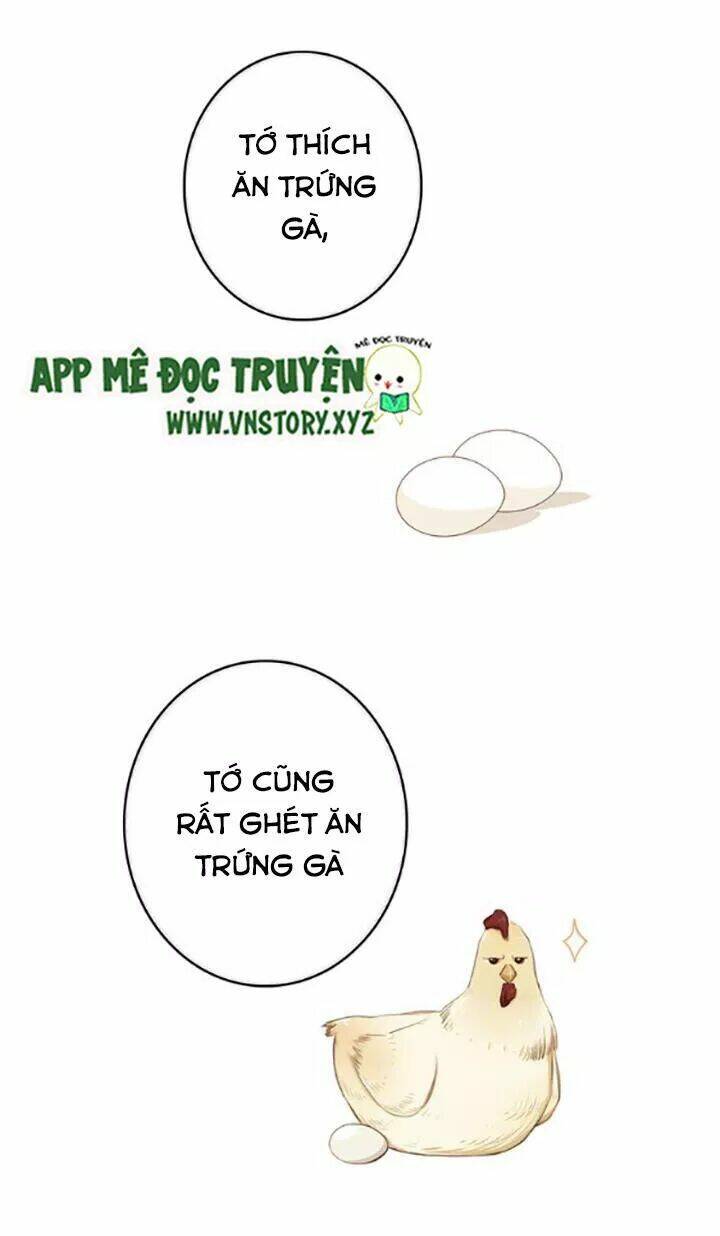 TỚ THÍCH
ĂN TRỨNG
GÀ,
MÊ ĐỌC TRUYỆN
APP MÊ ĐỌC TRUYỆN
WWW.VNSTORY.XYZ
TỚ CŨNG
RẤT GHÉT ĂN
TRỨNG GÀ